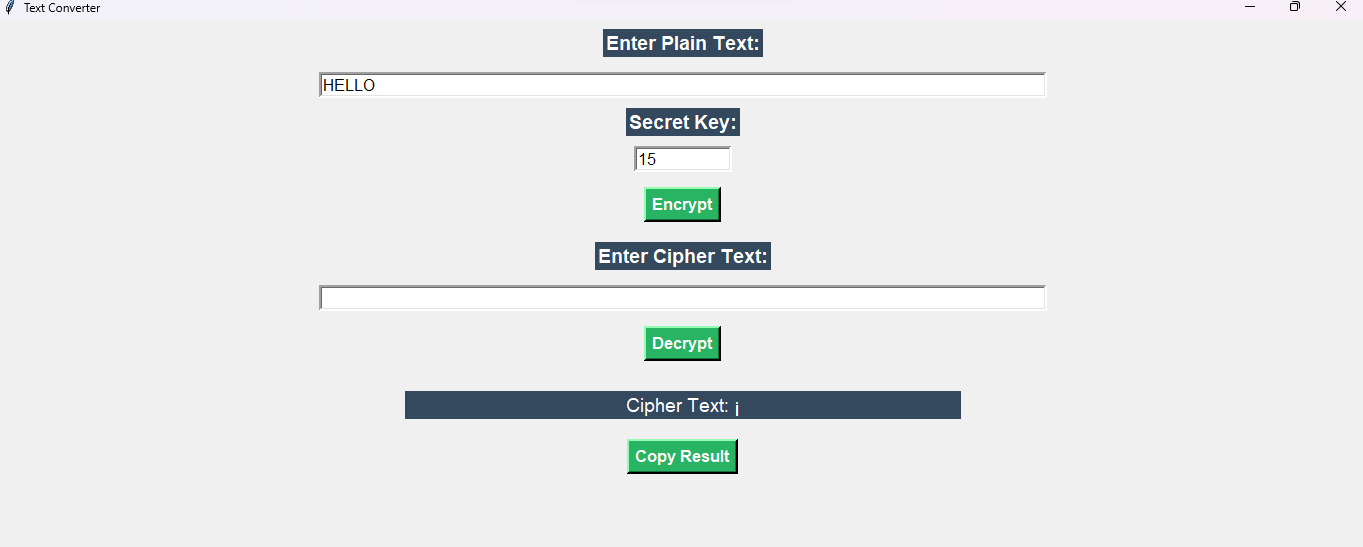 Text Converter
Enter Plain Text:
HELLO
Secret Key:
15
Encrypt
Enter Cipher Text:
Decrypt
Cipher Text: ¡
Copy Result